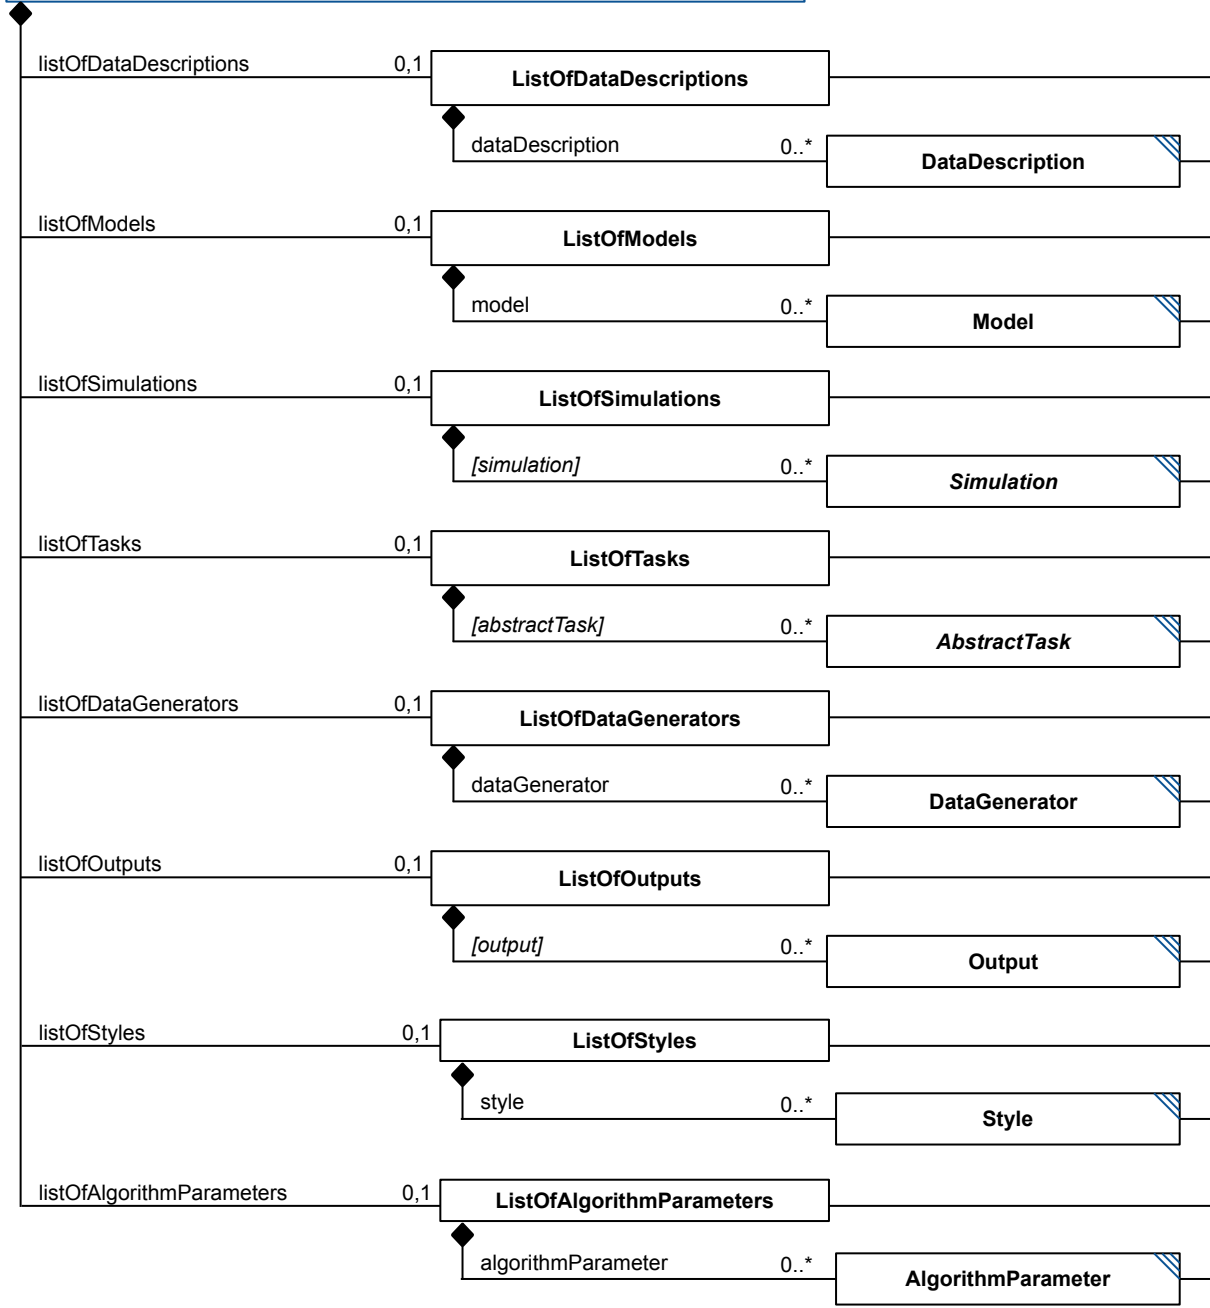 listOfDataDescriptions 0,1 ListOfDataDescriptions
dataDescription 0..* DataDescription
listOfModels 0,1 ListOfModels
model 0..* Model
listOfSimulations 0,1 ListOfSimulations
[simulation] 0..* Simulation
listOfTasks 0,1 ListOfTasks
[abstractTask] 0..* AbstractTask
listOfDataGenerators 0,1 ListOfDataGenerators
dataGenerator 0..* DataGenerator
listOfOutputs 0,1 ListOfOutputs
[output] 0..* Output
listOfStyles 0,1 ListOfStyles
style 0..* Style
listOfAlgorithmParameters 0,1 ListOfAlgorithmParameters
algorithmParameter 0..* AlgorithmParameter